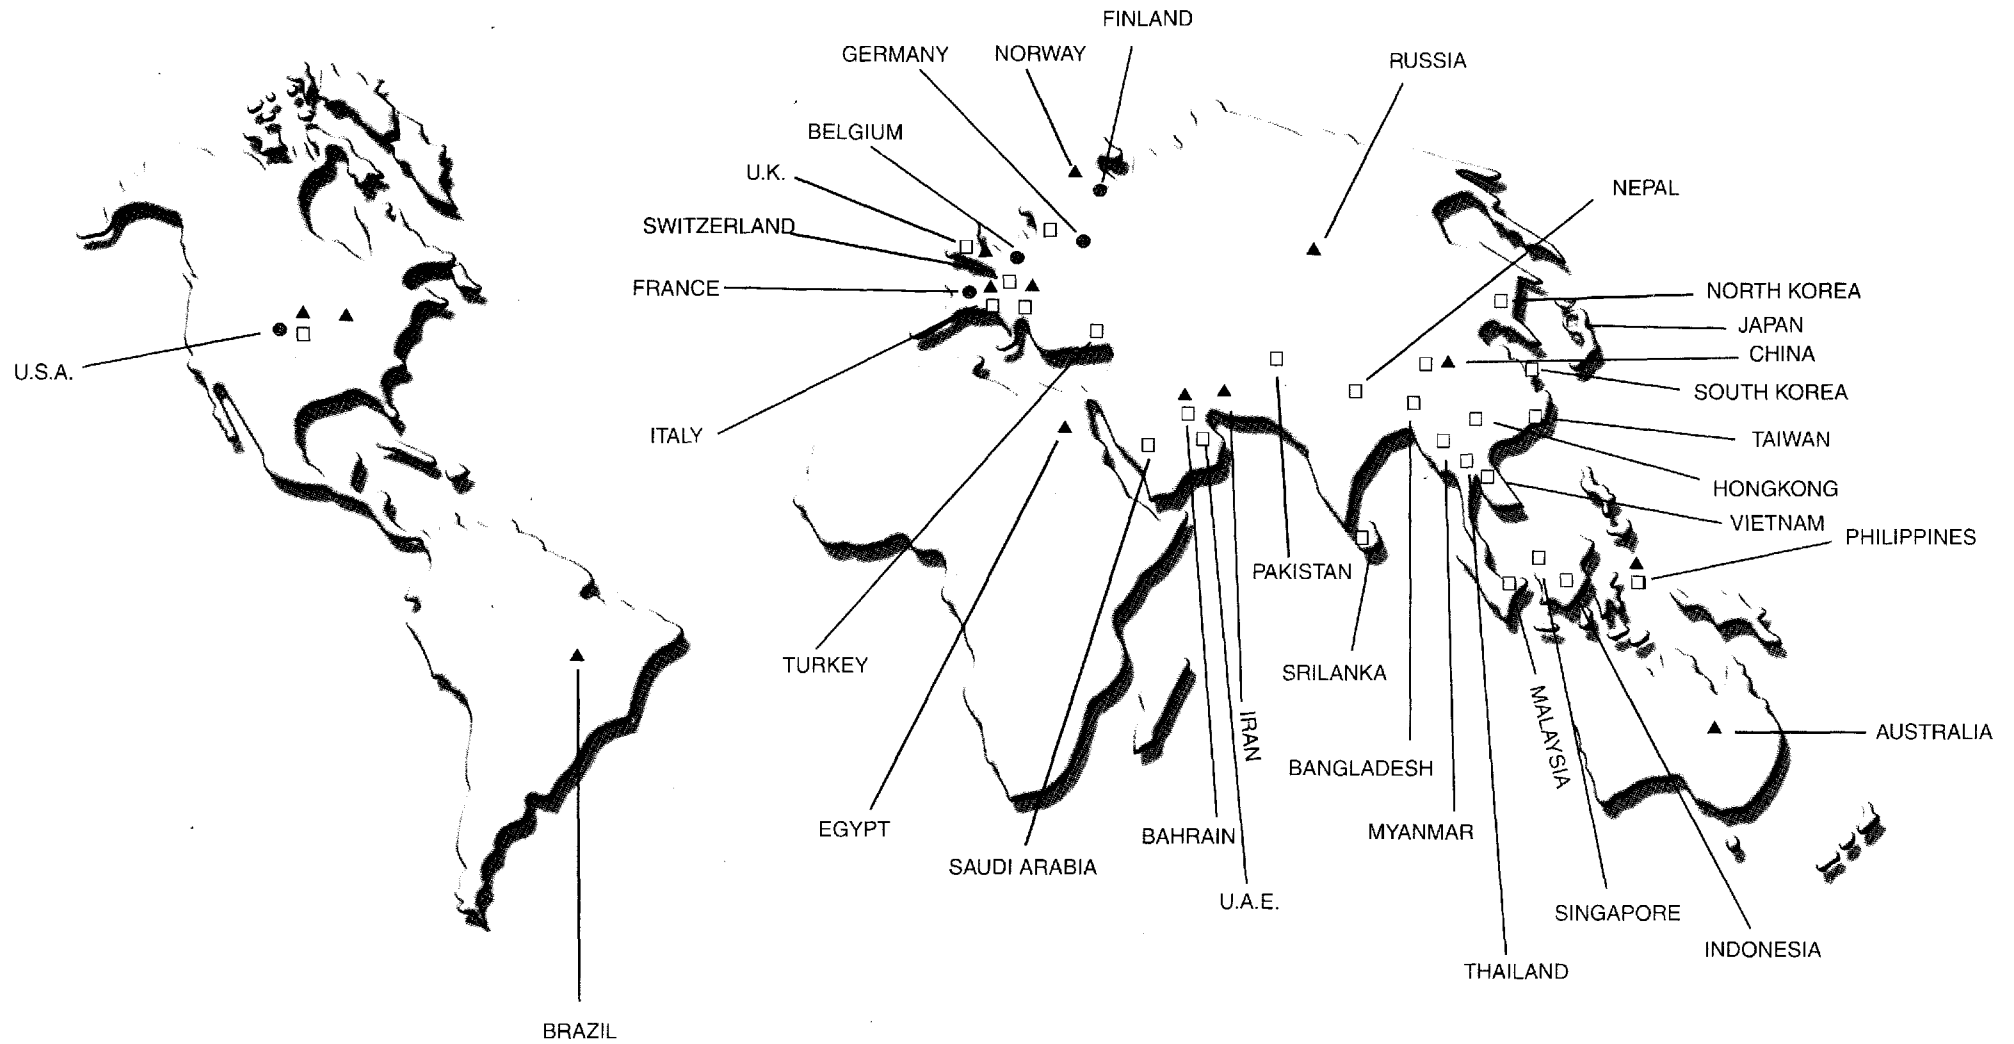 FINLAND
GERMANY
NORWAY
RUSSIA
BELGIUM
U.K.
NEPAL
SWITZERLAND
FRANCE
NORTH KOREA
JAPAN
CHINA
U.S.A.
SOUTH KOREA
ITALY
TAIWAN
HONGKONG
VIETNAM
PHILIPPINES
PAKISTAN
TURKEY
SRILANKA
MALAYSIA
IRAN
AUSTRALIA
BANGLADESH
EGYPT
BAHRAIN
MYANMAR
SAUDI ARABIA
U.A.E.
SINGAPORE
INDONESIA
THAILAND
BRAZIL